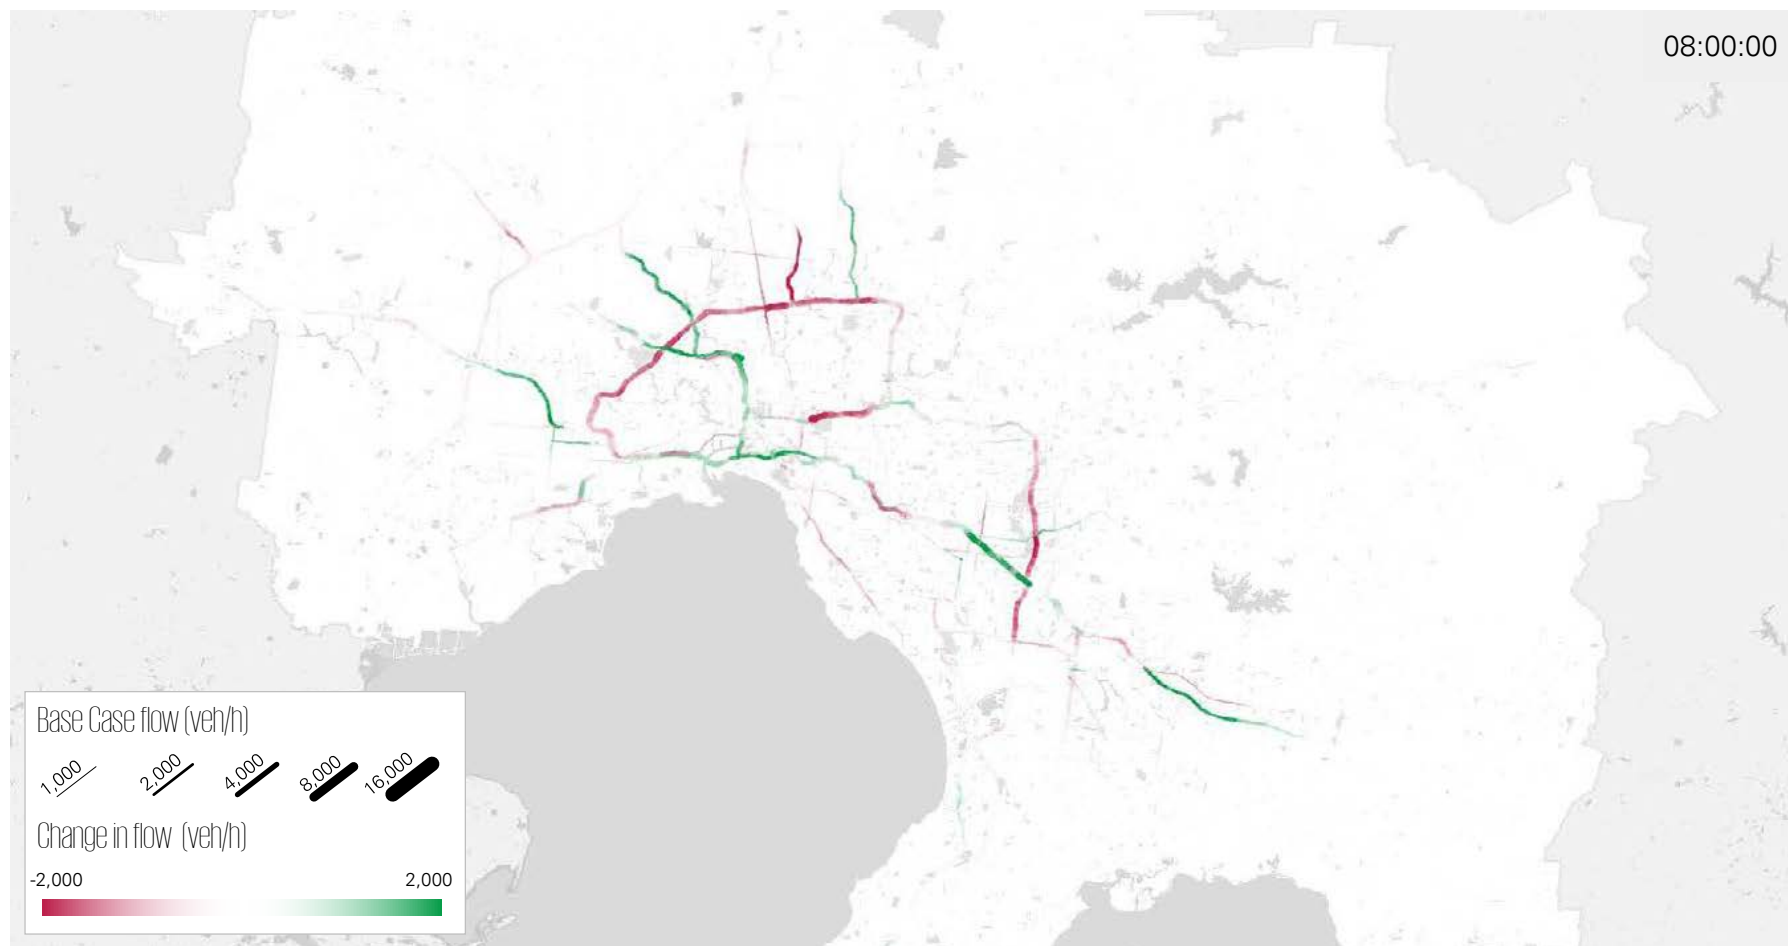 08:00:00
Base Case flow (veh/h)
1,000 2,000 4,000 8,000 16,000
Change in flow (veh/h)
-2,000 2,000